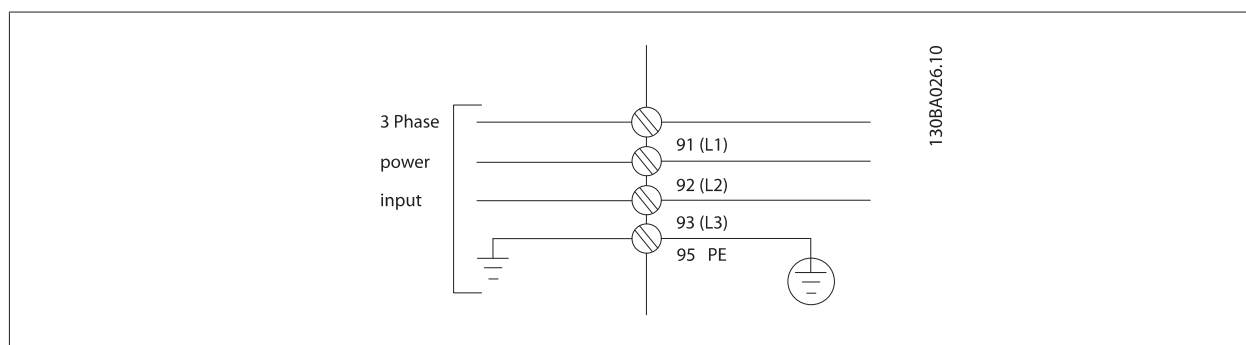 3 Phase
power
input
91 (L1)
92 (L2)
93 (L3)
95 PE
130BA026.10